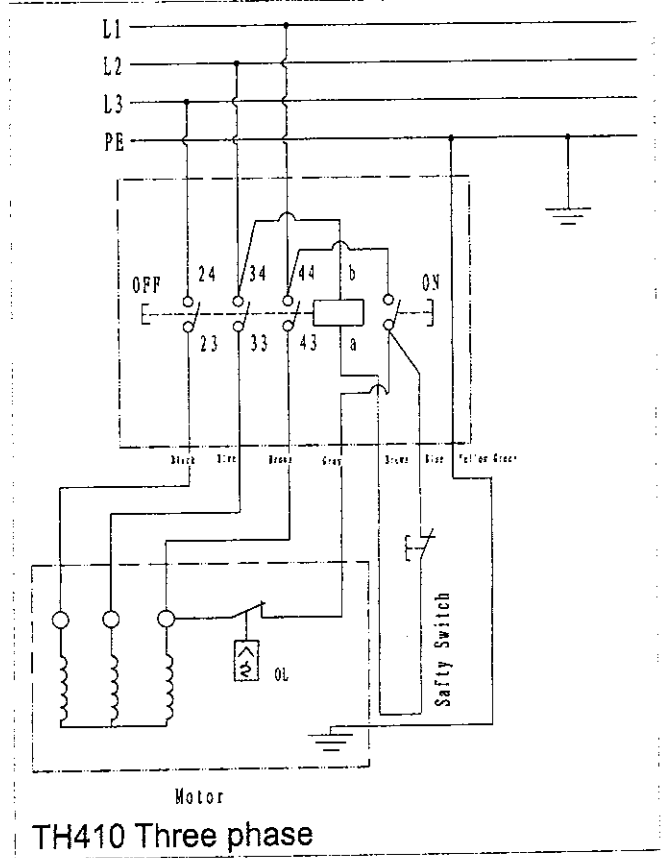 L1
L2
L3
PE
24 34 44 b
OFF ON
23 33 43 a
Black Blue Brown Gray Brown Blue Yellow Green
Safty Switch
OL
Motor
TH410 Three phase